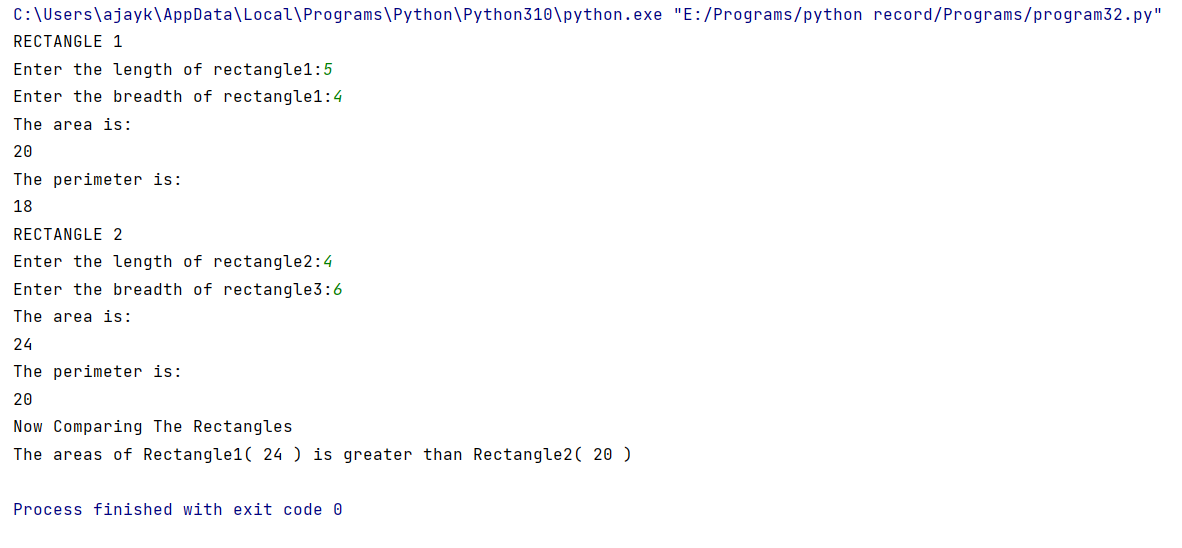 C:\Users\ajayk\AppData\Local\Programs\Python\Python310\python.exe "E:/Programs/python record/Programs/program32.py"
RECTANGLE 1
Enter the length of rectangle1:5
Enter the breadth of rectangle1:4
The area is:
20
The perimeter is:
18
RECTANGLE 2
Enter the length of rectangle2:4
Enter the breadth of rectangle3:6
The area is:
24
The perimeter is:
20
Now Comparing The Rectangles
The areas of Rectangle1( 24 ) is greater than Rectangle2( 20 )
Process finished with exit code 0